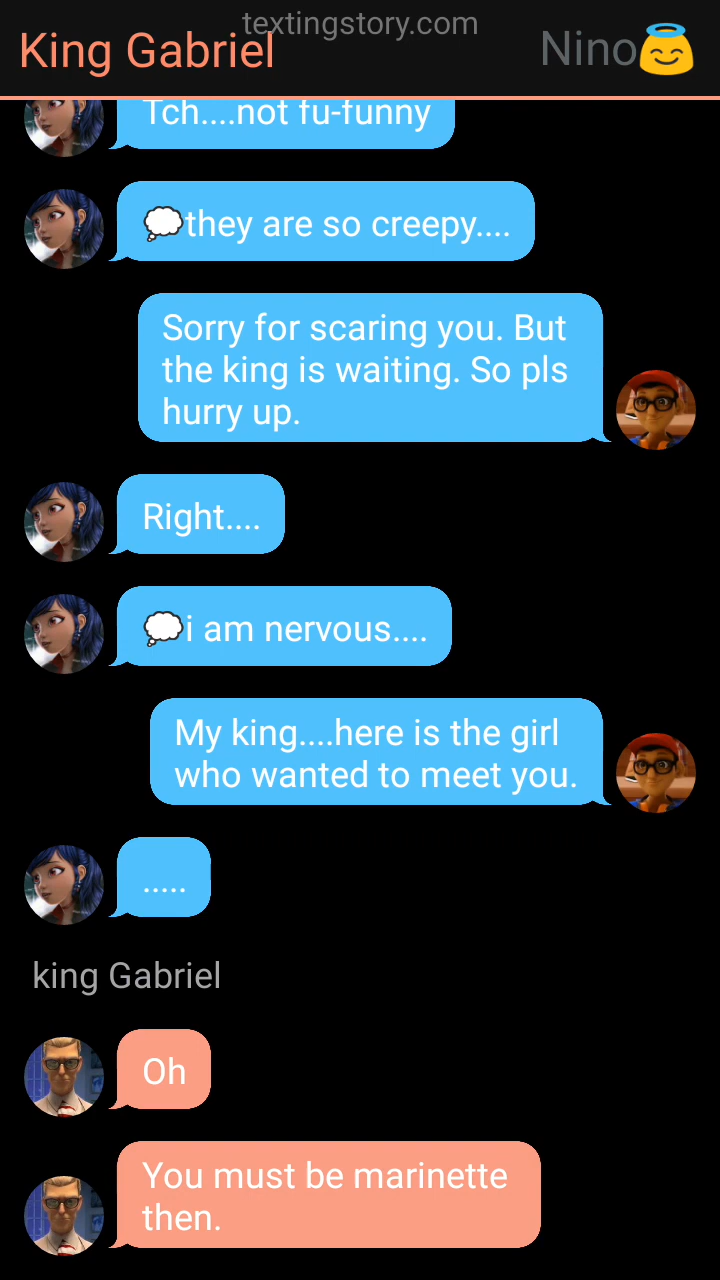 textingstory.com
King Gabriel
Nino😇
Tch....not fu-funny
💭they are so creepy....
Sorry for scaring you. But
the king is waiting. So pls
hurry up.
Right....
💭i am nervous....
My king....here is the girl
who wanted to meet you.
.....
king Gabriel
Oh
You must be marinette
then.